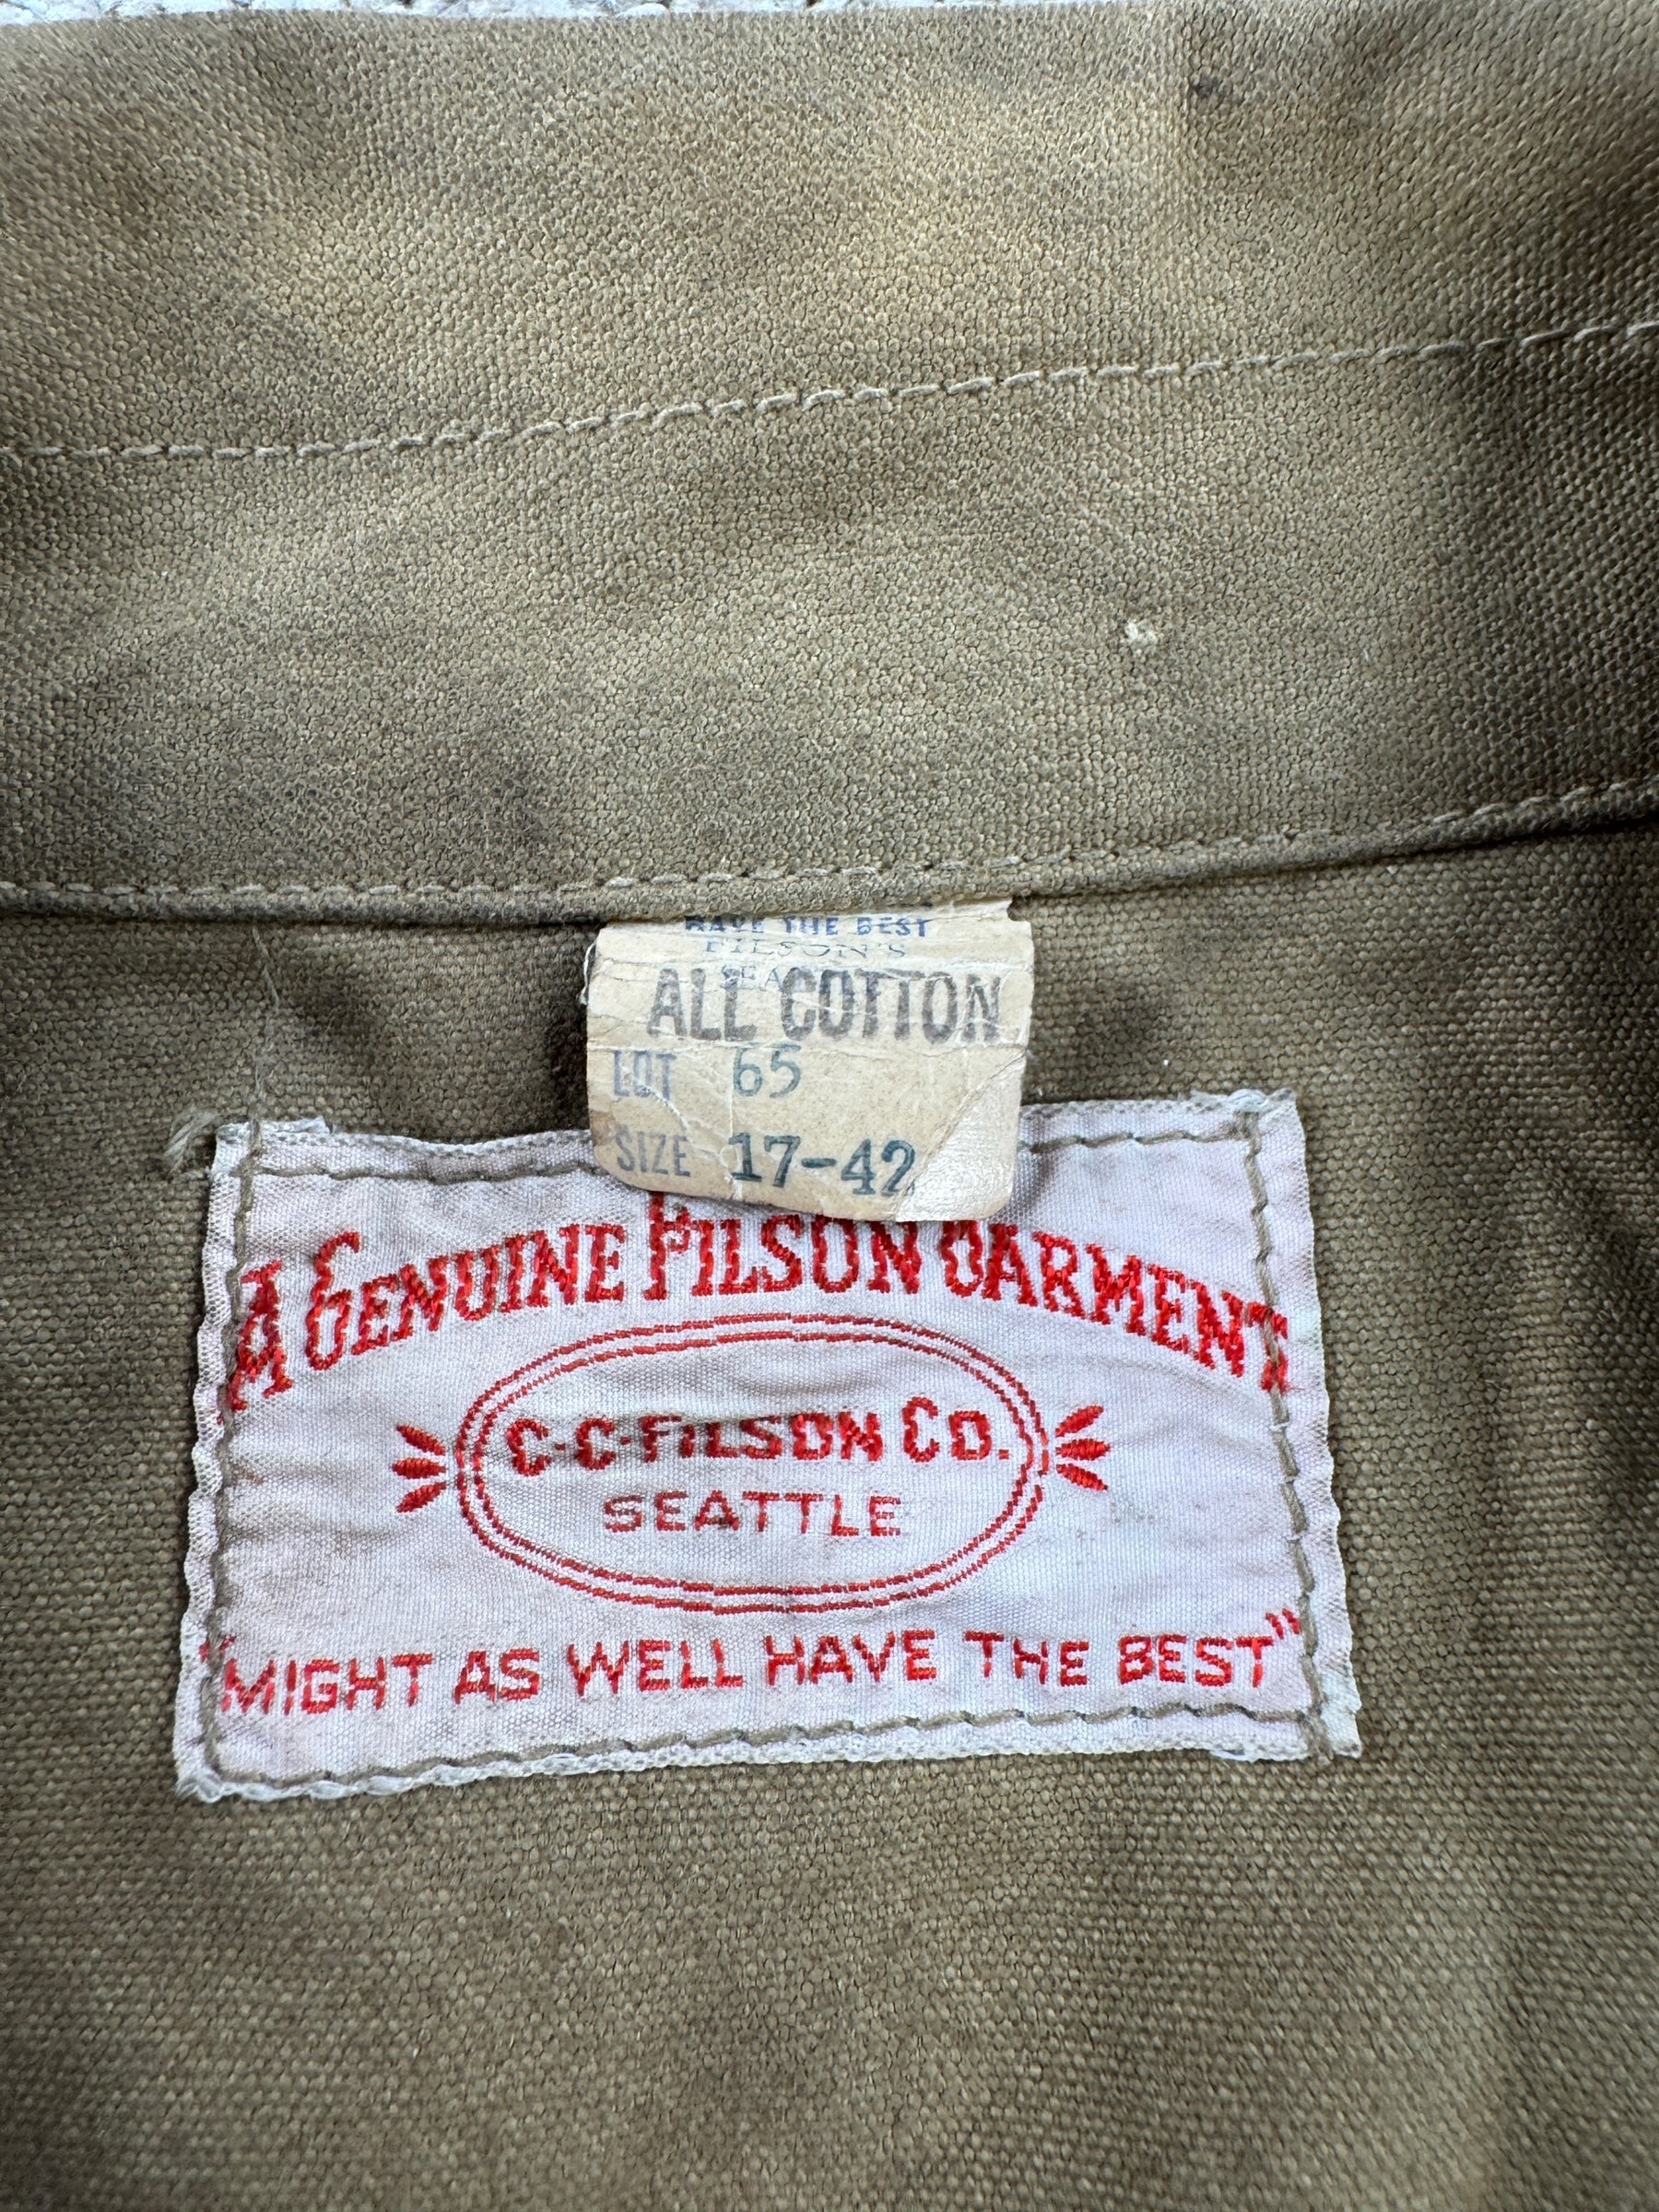 HAVE THE BEST
FILSON'S
SEA
ALL COTTON
LOT 65
SIZE 17-42
A GENUINE FILSON GARMENT
C-C-FILSON CO.
SEATTLE
"MIGHT AS WELL HAVE THE BEST"